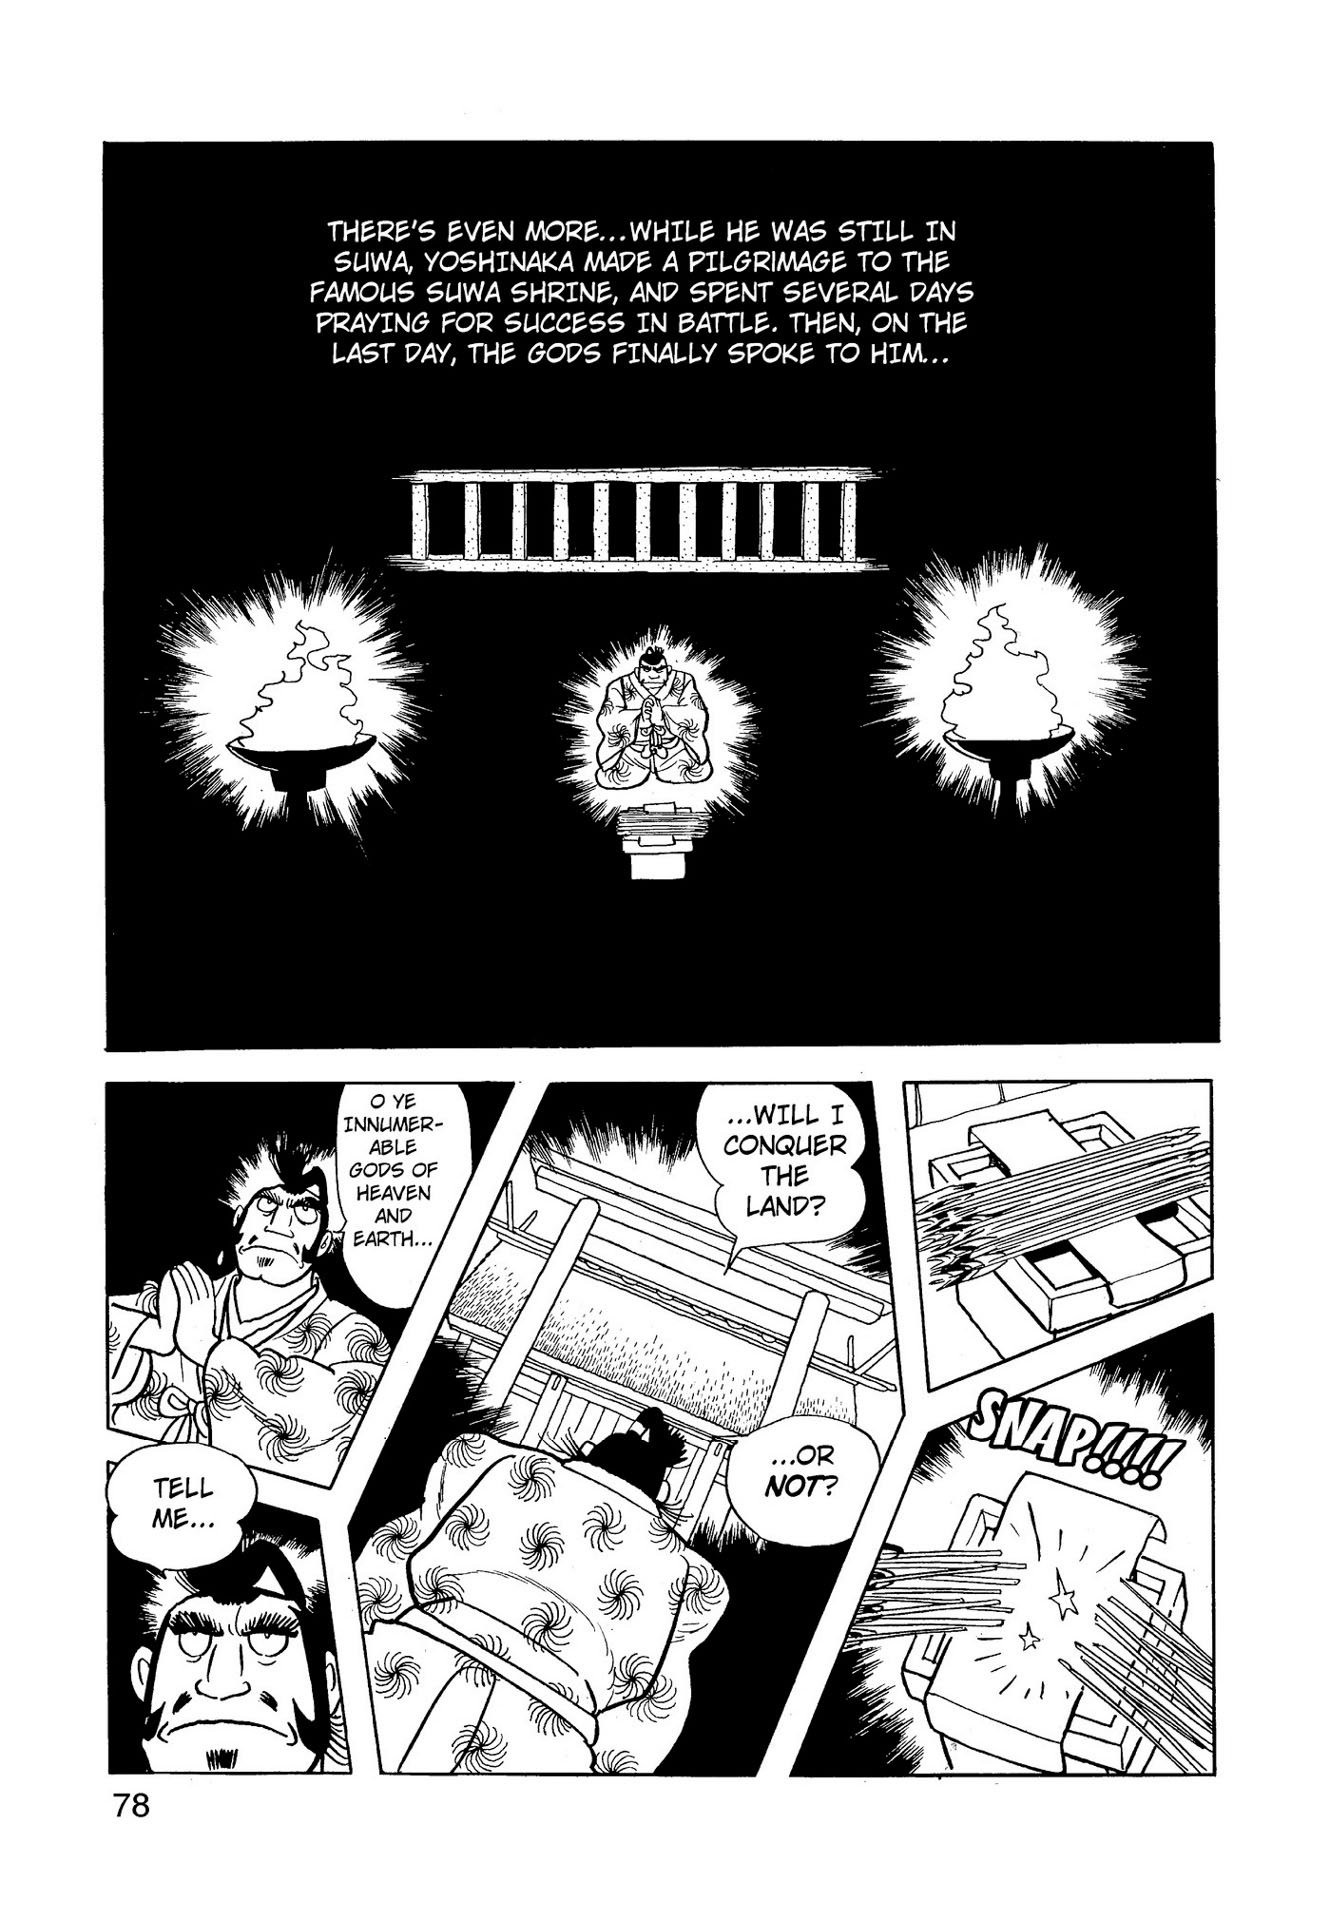 THERE'S EVEN MORE...WHILE HE WAS STILL IN
SUWA, YOSHINAKA MADE A PILGRIMAGE TO THE
FAMOUS SUWA SHRINE, AND SPENT SEVERAL DAYS
PRAYING FOR SUCCESS IN BATTLE. THEN, ON THE
LAST DAY, THE GODS FINALLY SPOKE TO HIM...
O YE
INNUMER-
ABLE
GODS OF
HEAVEN
AND
EARTH...
TELL
ME...
...WILL I
CONQUER
THE
LAND?
...OR
NOT?
SNAP!!!!
78